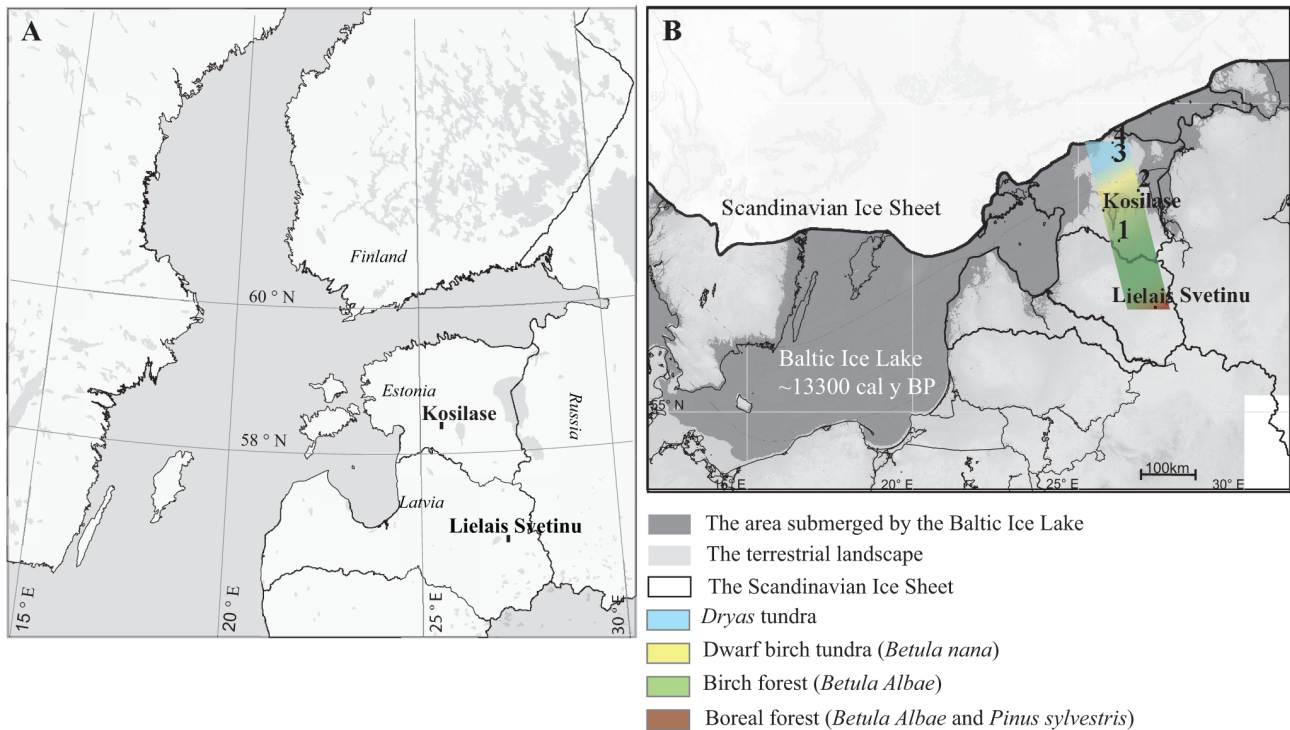 A
Finland
60 ° N
Estonia
Kosilase
Russia
58 ° N
Latvia
Lielais Svetinu
15 ° E
20 ° E
25 ° E
30 ° E
B
4
3
2
Scandinavian Ice Sheet
Kosilase
1
Lielais Svetinu
Baltic Ice Lake
~13300 cal y BP
55° N
100km
15° E
20° E
25° E
30° E
The area submerged by the Baltic Ice Lake
The terrestrial landscape
The Scandinavian Ice Sheet
Dryas tundra
Dwarf birch tundra (Betula nana)
Birch forest (Betula Albae)
Boreal forest (Betula Albae and Pinus sylvestris)